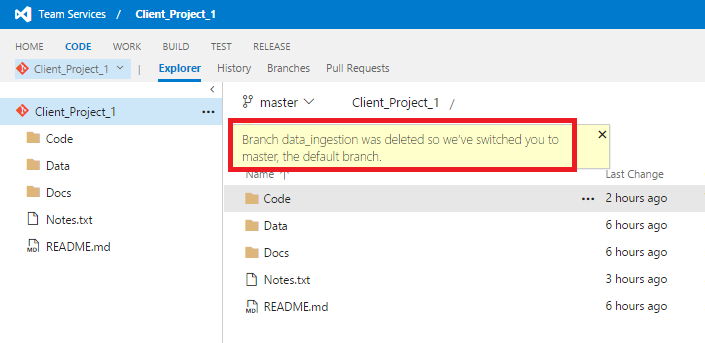 Team Services / Client_Project_1
HOME CODE WORK BUILD TEST RELEASE
Client_Project_1 | Explorer History Branches Pull Requests
Client_Project_1 ...
Code
Data
Docs
Notes.txt
README.md
master Client_Project_1 /
Branch data_ingestion was deleted so we've switched you to
master, the default branch.
Name ↑ Last Change
Code ... 2 hours ago
Data 6 hours ago
Docs 6 hours ago
Notes.txt 3 hours ago
README.md 6 hours ago